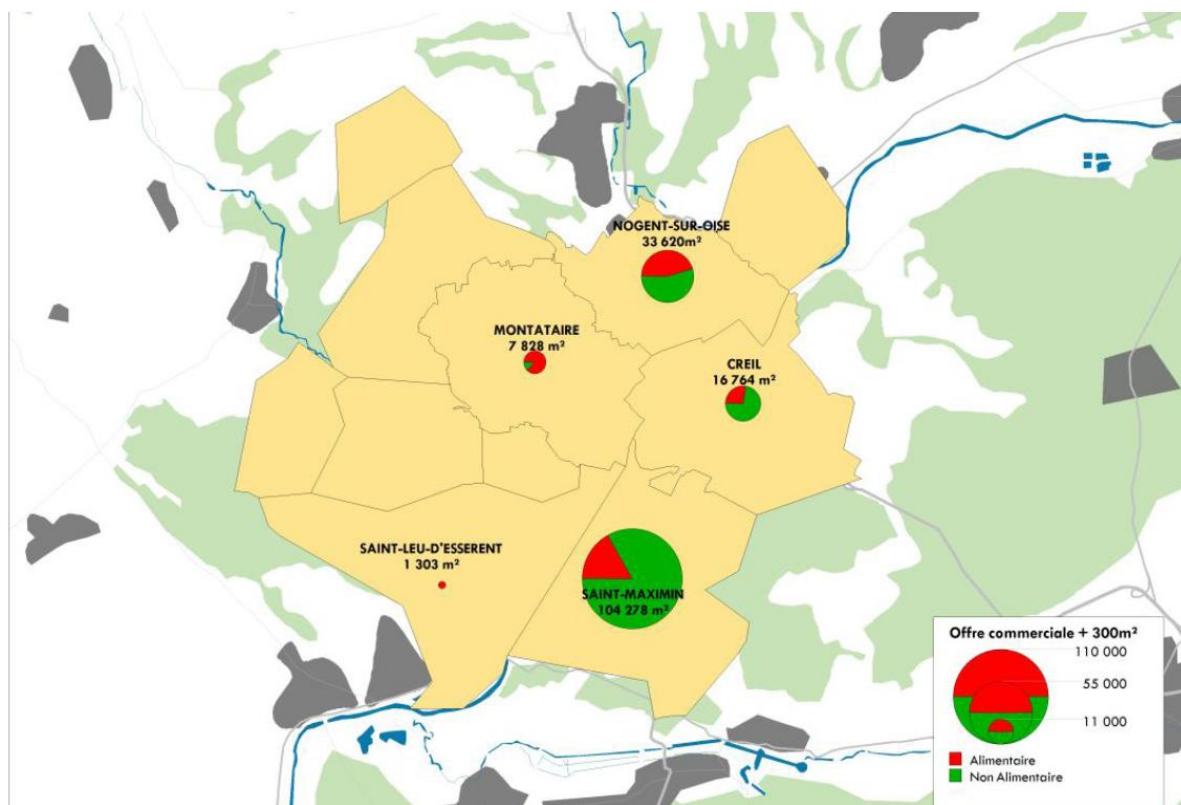 NOGENT-SUR-OISE
33 620m²
MONTATAIRE
7 828 m²
CREIL
16 764 m²
SAINT-LEU-D'ESSERENT
1 303 m²
SAINT-MAXIMIN
104 278 m²
Offre commerciale + 300m²
110 000
55 000
11 000
Alimentaire
Non Alimentaire